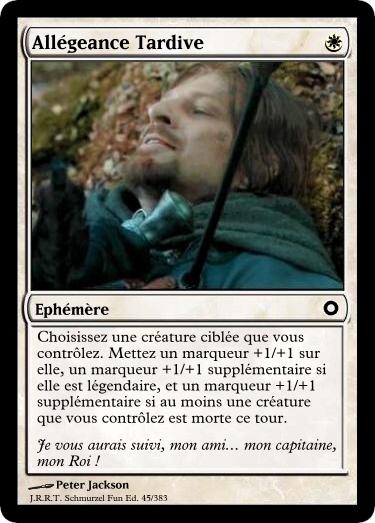 Allégeance Tardive
Ephémère
Choisissez une créature ciblée que vous
contrôlez. Mettez un marqueur +1/+1 sur
elle, un marqueur +1/+1 supplémentaire si
elle est légendaire, et un marqueur +1/+1
supplémentaire si au moins une créature
que vous contrôlez est morte ce tour.
Je vous aurais suivi, mon ami... mon capitaine,
mon Roi !
Peter Jackson
J.R.R.T. Schmurzel Fun Ed. 45/383